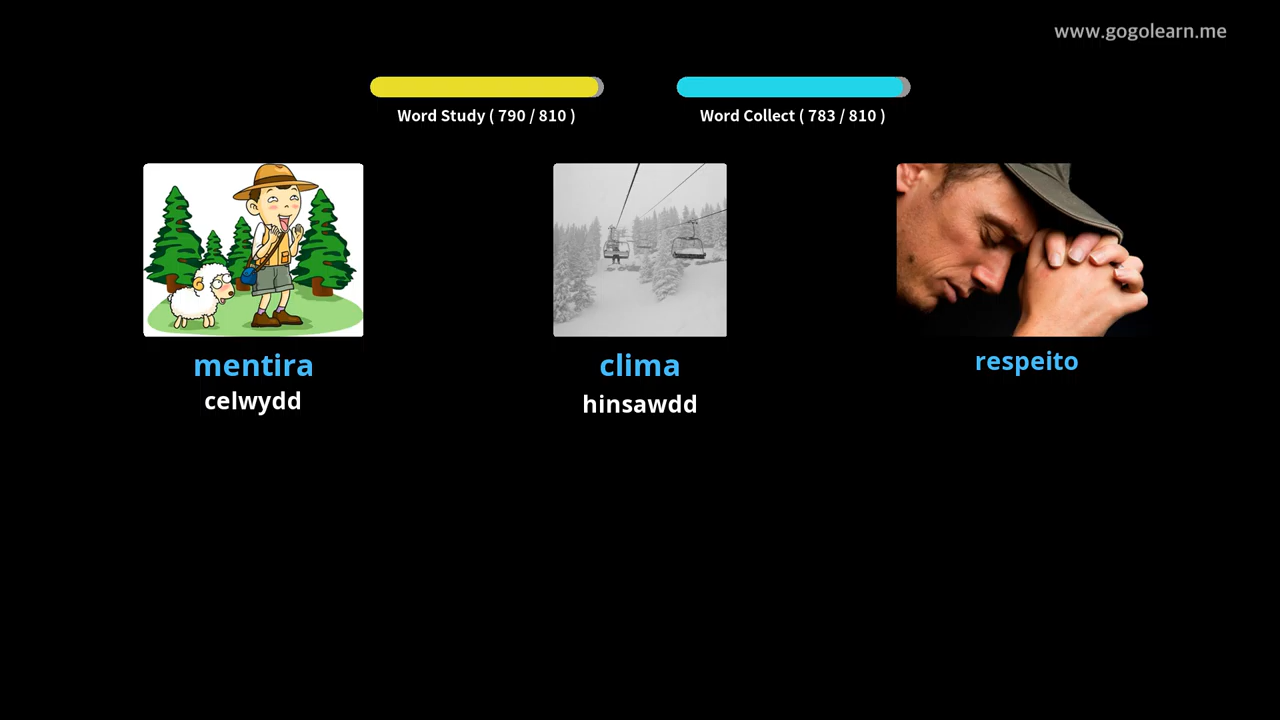 www.gogolearn.me
Word Study ( 790 / 810 )
Word Collect ( 783 / 810 )
mentira
celwydd
clima
hinsawdd
respeito